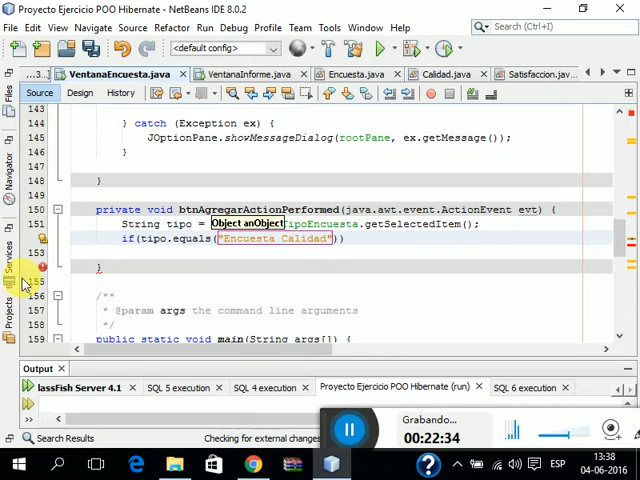 Proyecto Ejercicio POO Hibernate - NetBeans IDE 8.0.2
File Edit View Navigate Source Refactor Run Debug Profile Team Tools Window Help
Search (Ctrl+I)
<default config>
...3...] VentanaEncuesta.java VentanaInforme.java Encuesta.java Calidad.java Satisfaccion.java
Source Design History
Files
Navigator
Services
Projects
143
144 } catch (Exception ex) {
145 JOptionPane.showMessageDialog(rootPane, ex.getMessage());
146 }
147
148 }
149
150 private void btnAgregarActionPerformed(java.awt.event.ActionEvent evt) {
Object anObject
151 String tipo = TipoEncuesta.getSelectedItem();
if(tipo.equals("Encuesta Calidad"))
153
}
155
156 /**
157 * @param args the command line arguments
158 */
159 public static void main(String args[]) {
Output
lassFish Server 4.1 SQL 5 execution SQL 4 execution Proyecto Ejercicio POO Hibernate (run) SQL 6 execution
Search Results Checking for external changes
Grabando...
00:22:34
ESP 13:38
04-06-2016